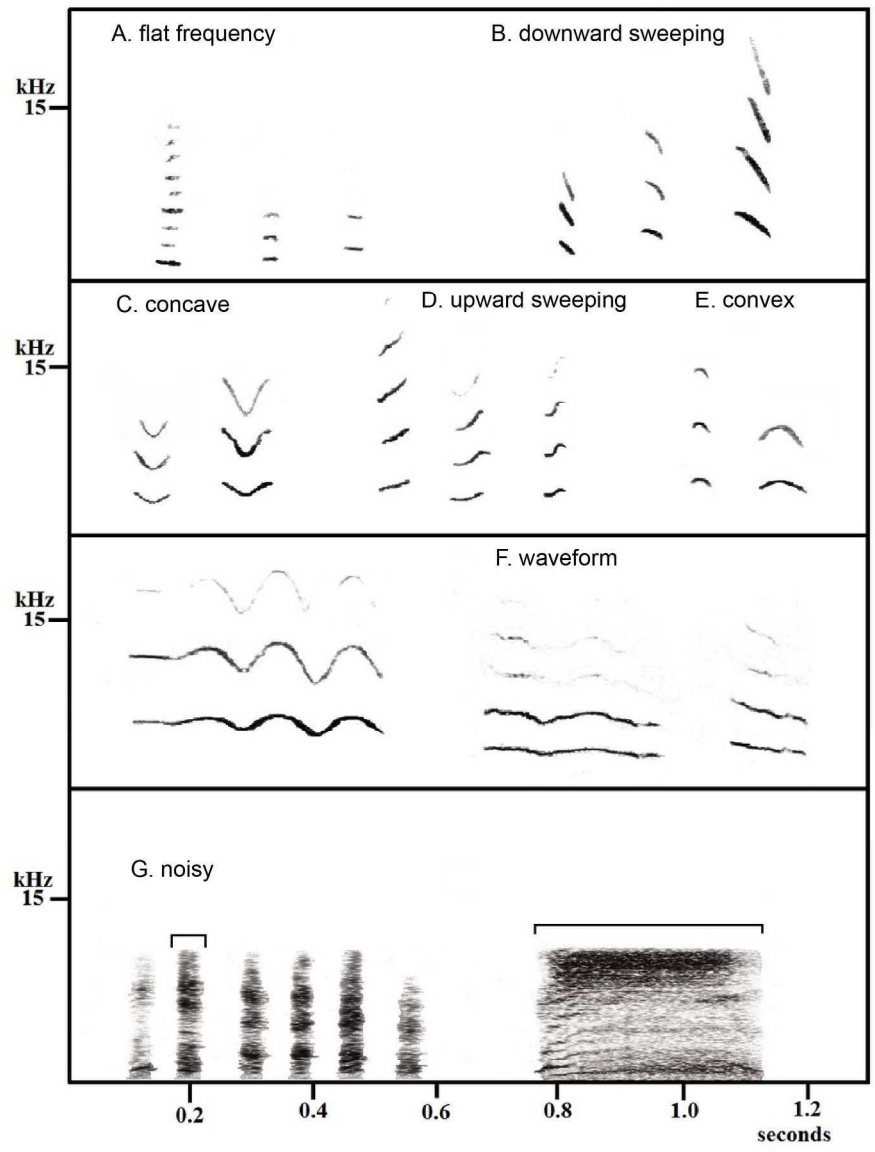 A. flat frequency
B. downward sweeping
kHz
15
C. concave
D. upward sweeping
E. convex
kHz
15
F. waveform
kHz
15
G. noisy
kHz
15
0.2 0.4 0.6 0.8 1.0 1.2
seconds